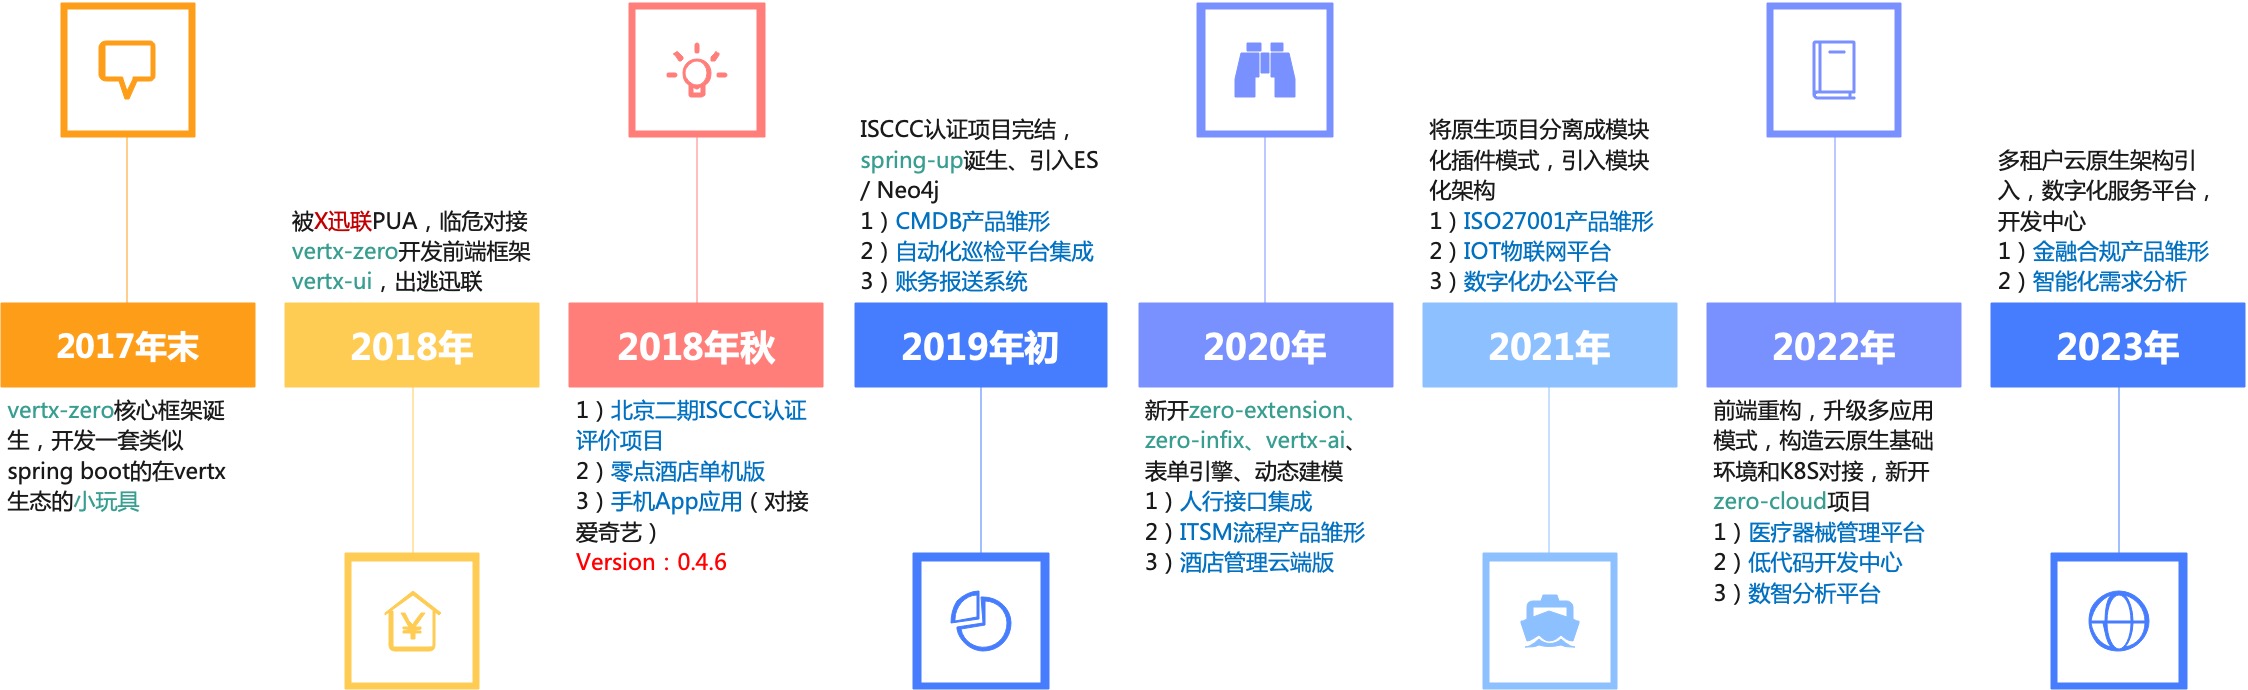 2017年末
vertx-zero核心框架诞
生，开发一套类似
spring boot的在vertx
生态的小玩具
被X迅联PUA，临危对接
vertx-zero开发前端框架
vertx-ui，出逃迅联
2018年
¥
2018年秋
1）北京二期ISCCC认证
评价项目
2）零点酒店单机版
3）手机App应用（对接
爱奇艺）
Version：0.4.6
ISCCC认证项目完结，
spring-up诞生、引入ES
/ Neo4j
1）CMDB产品雏形
2）自动化巡检平台集成
3）账务报送系统
2019年初
2020年
新开zero-extension、
zero-infix、vertx-ai、
表单引擎、动态建模
1）人行接口集成
2）ITSM流程产品雏形
3）酒店管理云端版
将原生项目分离成模块
化插件模式，引入模块
化架构
1）ISO27001产品雏形
2）IOT物联网平台
3）数字化办公平台
2021年
2022年
前端重构，升级多应用
模式，构造云原生基础
环境和K8S对接，新开
zero-cloud项目
1）医疗器械管理平台
2）低代码开发中心
3）数智分析平台
多租户云原生架构引
入，数字化服务平台，
开发中心
1）金融合规产品雏形
2）智能化需求分析
2023年